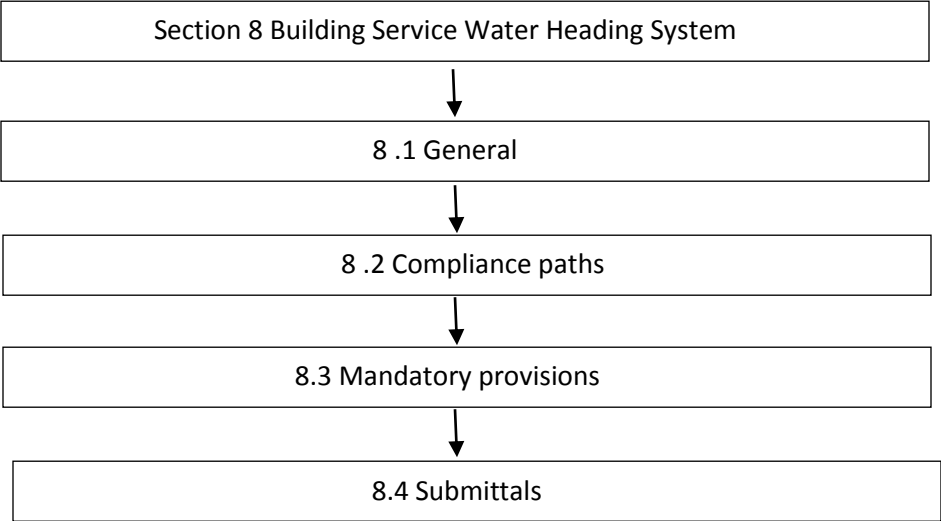 Section 8 Building Service Water Heading System
8 .1 General
8 .2 Compliance paths
8.3 Mandatory provisions
8.4 Submittals